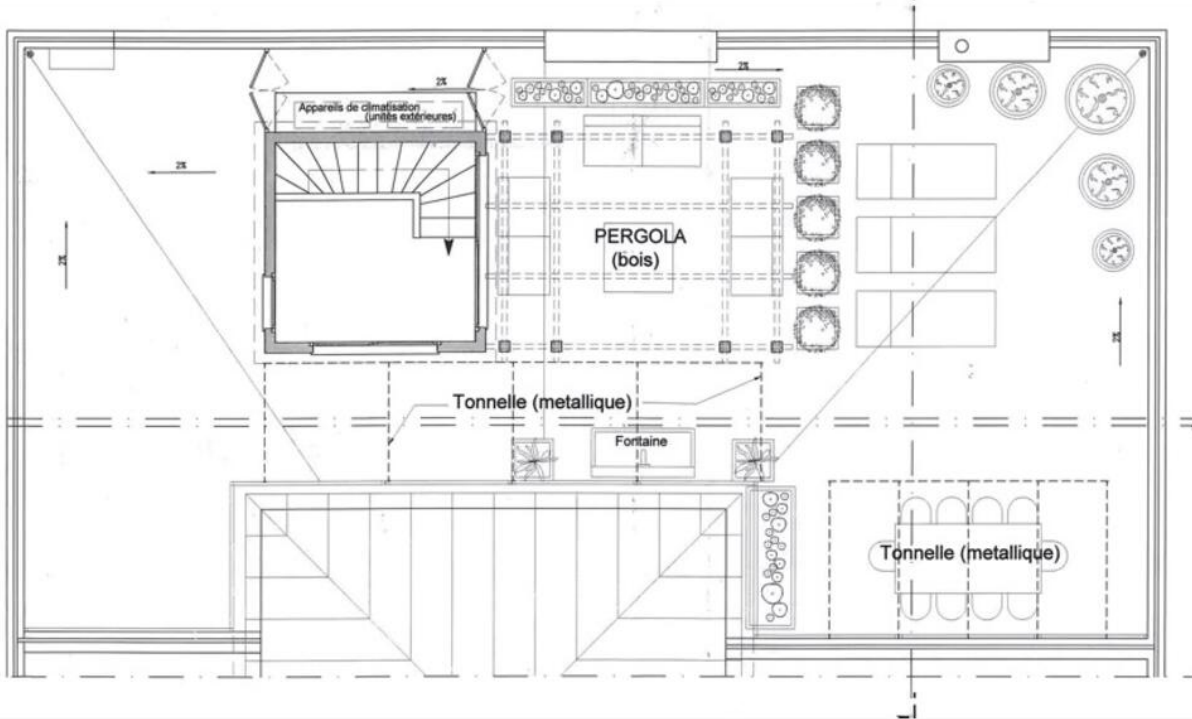 2%
2%
Appareils de climatisation
(unités extérieures)
2%
2%
PERGOLA
(bois)
2%
Tonnelle (metallique)
Fontaine
Tonnelle (metallique)